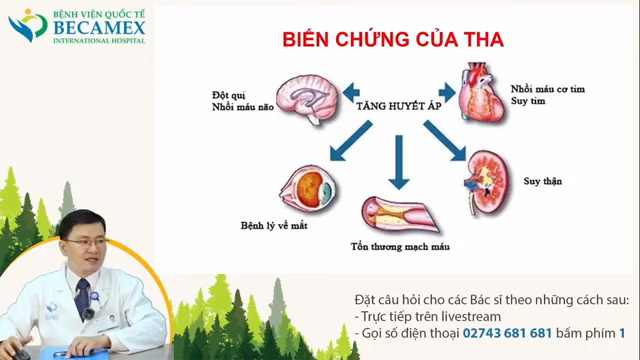 BỆNH VIỆN QUỐC TẾ
BECAMEX
INTERNATIONAL HOSPITAL
BIẾN CHỨNG CỦA THA
Đột quị
Nhồi máu não
TĂNG HUYẾT ÁP
Nhồi máu cơ tim
Suy tim
Suy thận
Bệnh lý về mắt
Tổn thương mạch máu
Đặt câu hỏi cho các Bác sĩ theo những cách sau:
- Trực tiếp trên livestream
- Gọi số điện thoại 02743 681 681 bấm phím 1